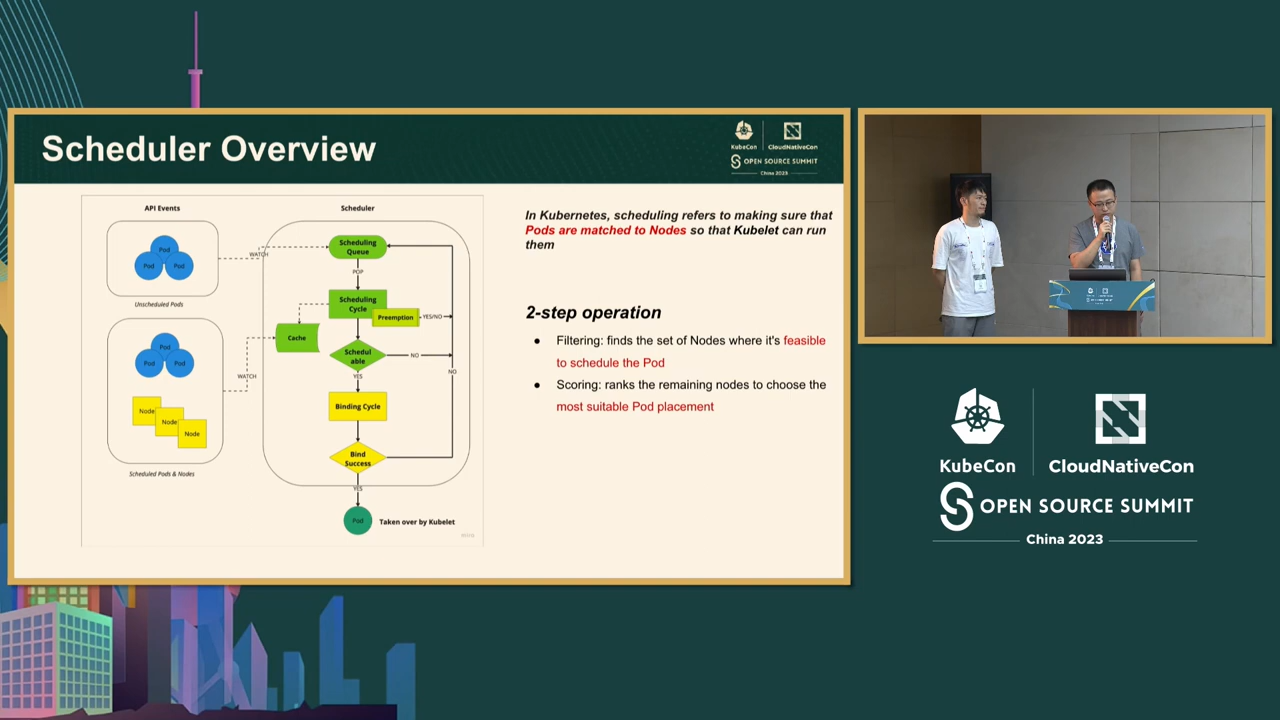 Scheduler Overview
KubeCon
CloudNativeCon
OPEN SOURCE SUMMIT
China 2023
API Events
Scheduler
Pod
Pod
Pod
Unscheduled Pods
WATCH
Scheduling
Queue
POP
Scheduling
Cycle
Preemption
YES/NO
Cache
Schedul
able
NO
NO
YES
WATCH
Pod
Pod
Pod
Node
Node
Node
Scheduled Pods & Nodes
Binding Cycle
Bind
Success
YES
Pod
Taken over by Kubelet
miro
In Kubernetes, scheduling refers to making sure that
Pods are matched to Nodes so that Kubelet can run
them
2-step operation
● Filtering: finds the set of Nodes where it's feasible
to schedule the Pod
● Scoring: ranks the remaining nodes to choose the
most suitable Pod placement
KubeCon
CloudNativeCon
OPEN SOURCE SUMMIT
China 2023